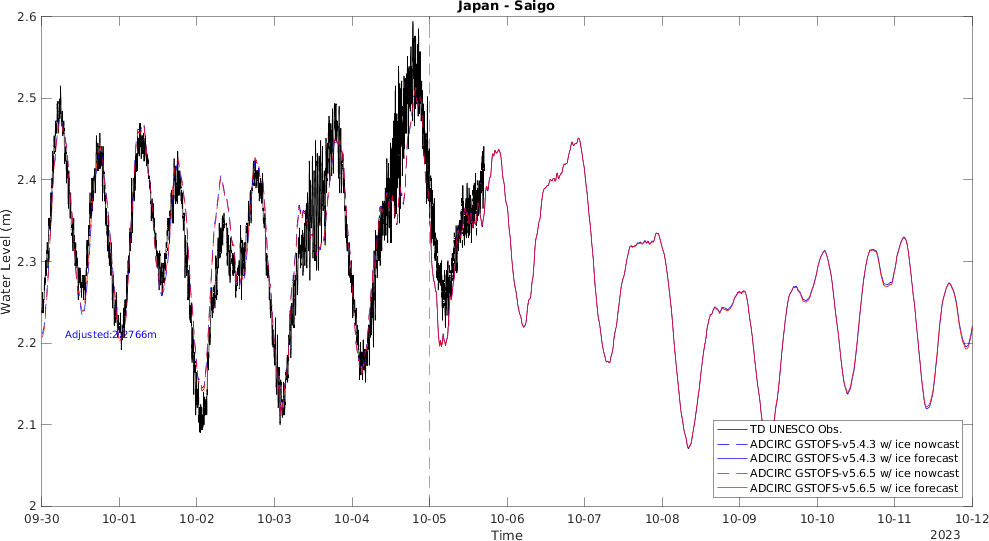 Japan - Saigo
2.6
2.5
2.4
2.3
2.2
2.1
2
Water Level (m)
Adjusted:2.2766m
TD UNESCO Obs.
ADCIRC GSTOFS-v5.4.3 w/ ice nowcast
ADCIRC GSTOFS-v5.4.3 w/ ice forecast
ADCIRC GSTOFS-v5.6.5 w/ ice nowcast
ADCIRC GSTOFS-v5.6.5 w/ ice forecast
09-30 10-01 10-02 10-03 10-04 10-05 10-06 10-07 10-08 10-09 10-10 10-11 10-12
Time
2023